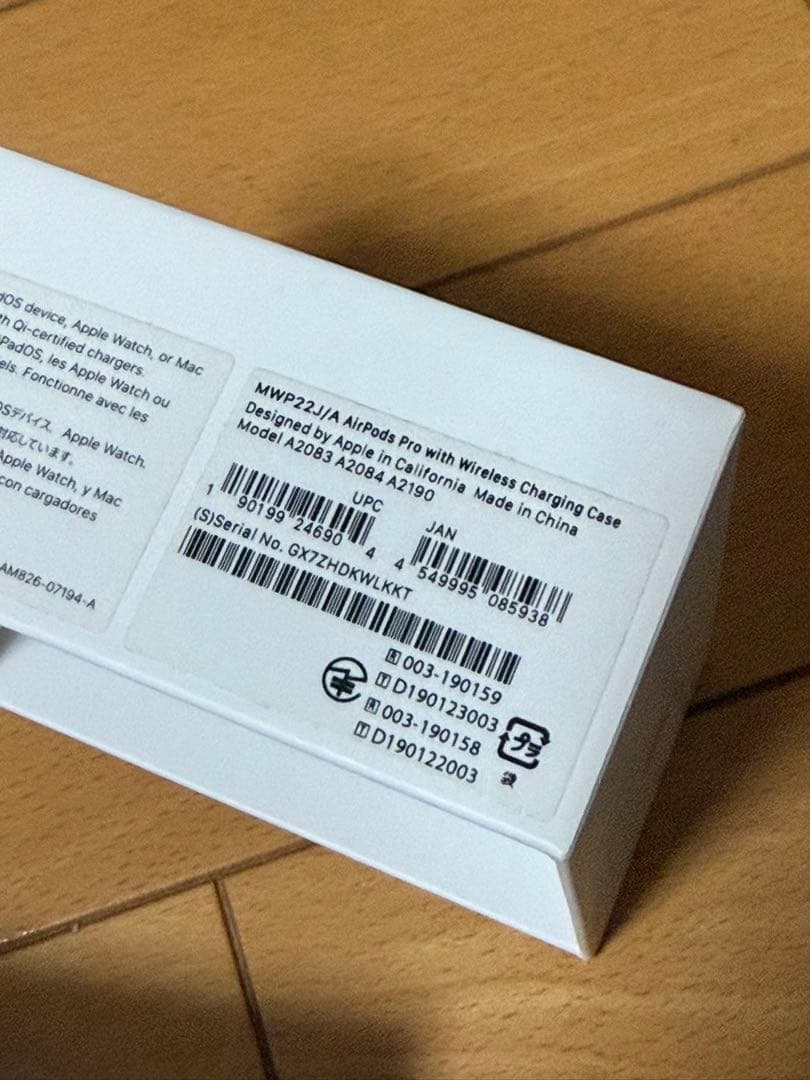 dOS device, Apple Watch, or Mac
th Qi-certified chargers.
PadOS, les Apple Watch ou
els. Fonctionne avec les
OSデバイス、Apple Watch、
対応しています。
Apple Watch, y Mac
con cargadores
AM826-07194-A
MWP22J/A AirPods Pro with Wireless Charging Case
Designed by Apple in California Made in China
Model A2083 A2084 A2190
UPC
1 90199 24690 4
JAN
4 549995 085938
(S)Serial No. GX7ZHDKWLKKT
R 003-190159
T D190123003
R 003-190158
T D190122003
プラ
袋